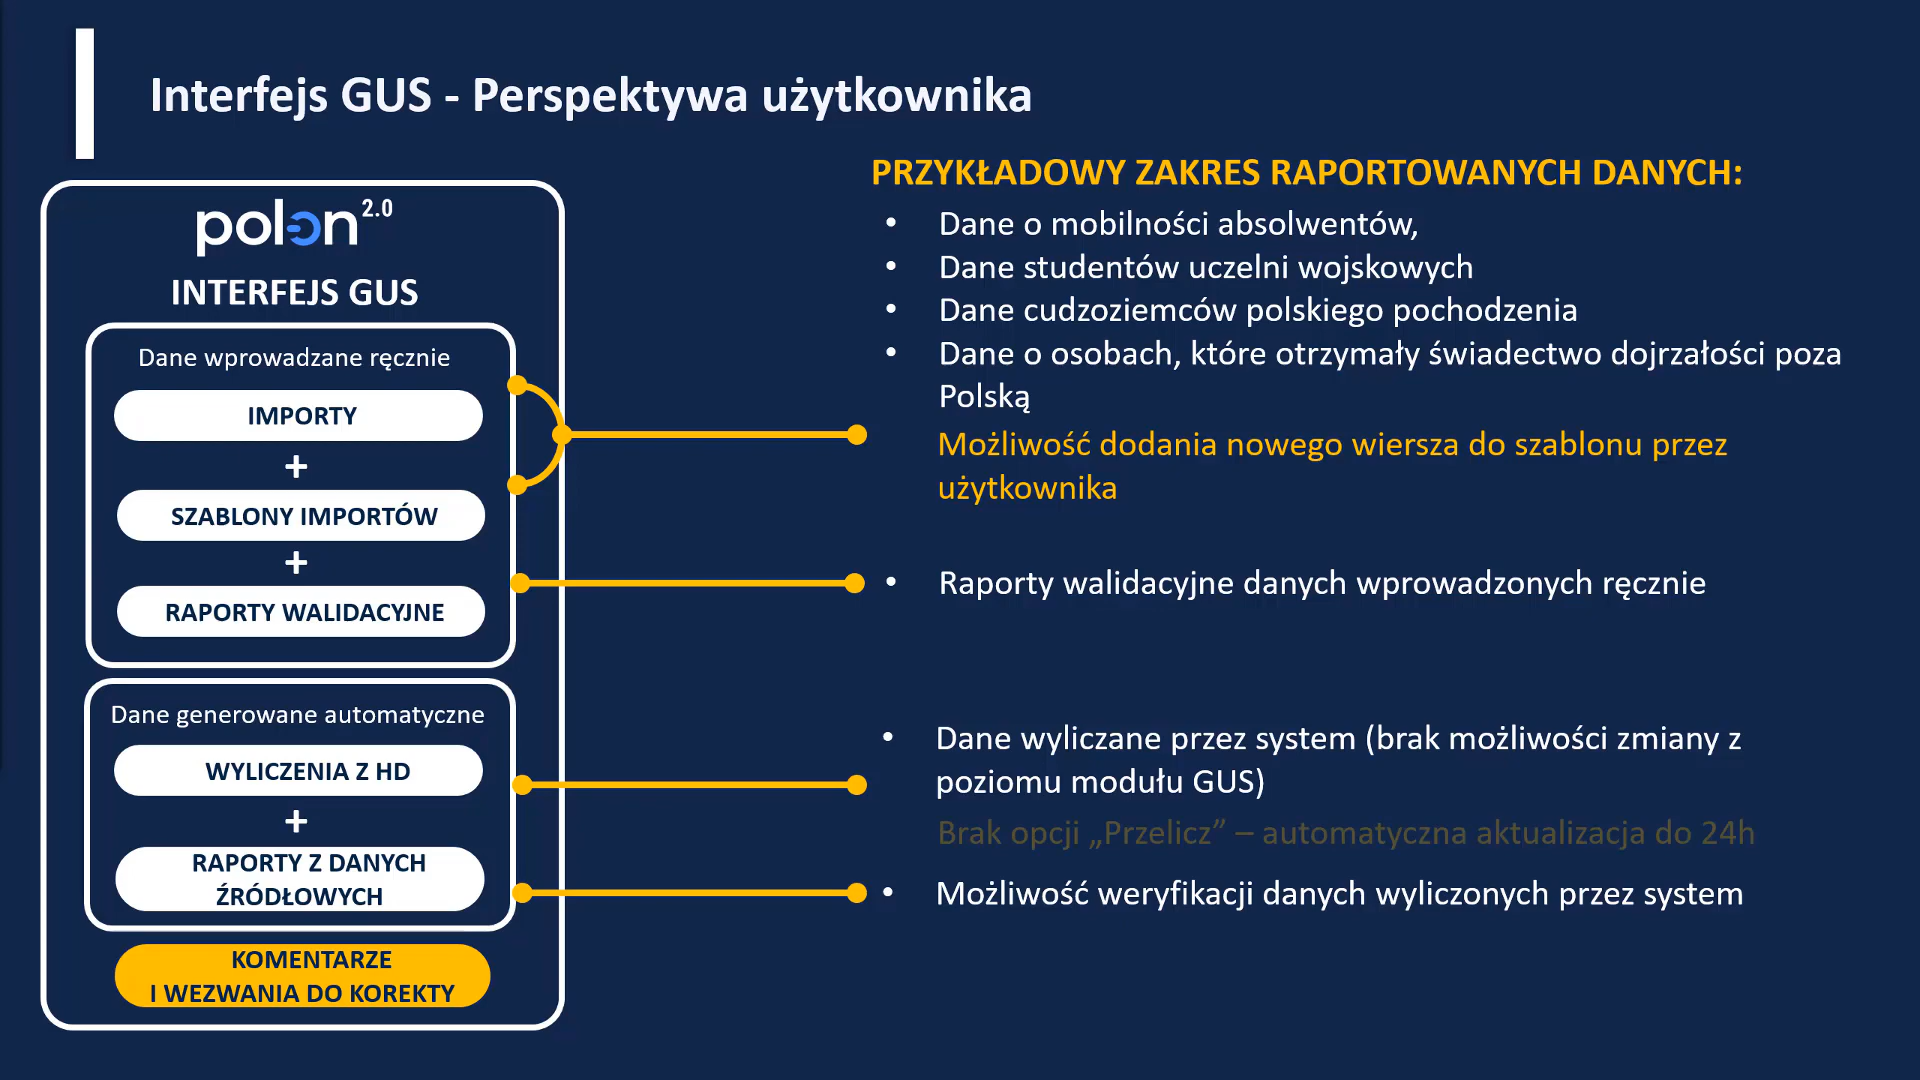 Interfejs GUS - Perspektywa użytkownika
polon 2.0
INTERFEJS GUS
Dane wprowadzane ręcznie
IMPORTY
+
SZABLONY IMPORTÓW
+
RAPORTY WALIDACYJNE
Dane generowane automatyczne
WYLICZENIA Z HD
+
RAPORTY Z DANYCH
ŹRÓDŁOWYCH
KOMENTARZE
I WEZWANIA DO KOREKTY
PRZYKŁADOWY ZAKRES RAPORTOWANYCH DANYCH:
• Dane o mobilności absolwentów,
• Dane studentów uczelni wojskowych
• Dane cudzoziemców polskiego pochodzenia
• Dane o osobach, które otrzymały świadectwo dojrzałości poza
Polską
Możliwość dodania nowego wiersza do szablonu przez
użytkownika
• Raporty walidacyjne danych wprowadzonych ręcznie
• Dane wyliczane przez system (brak możliwości zmiany z
poziomu modułu GUS)
Brak opcji „Przelicz” – automatyczna aktualizacja do 24h
• Możliwość weryfikacji danych wyliczonych przez system